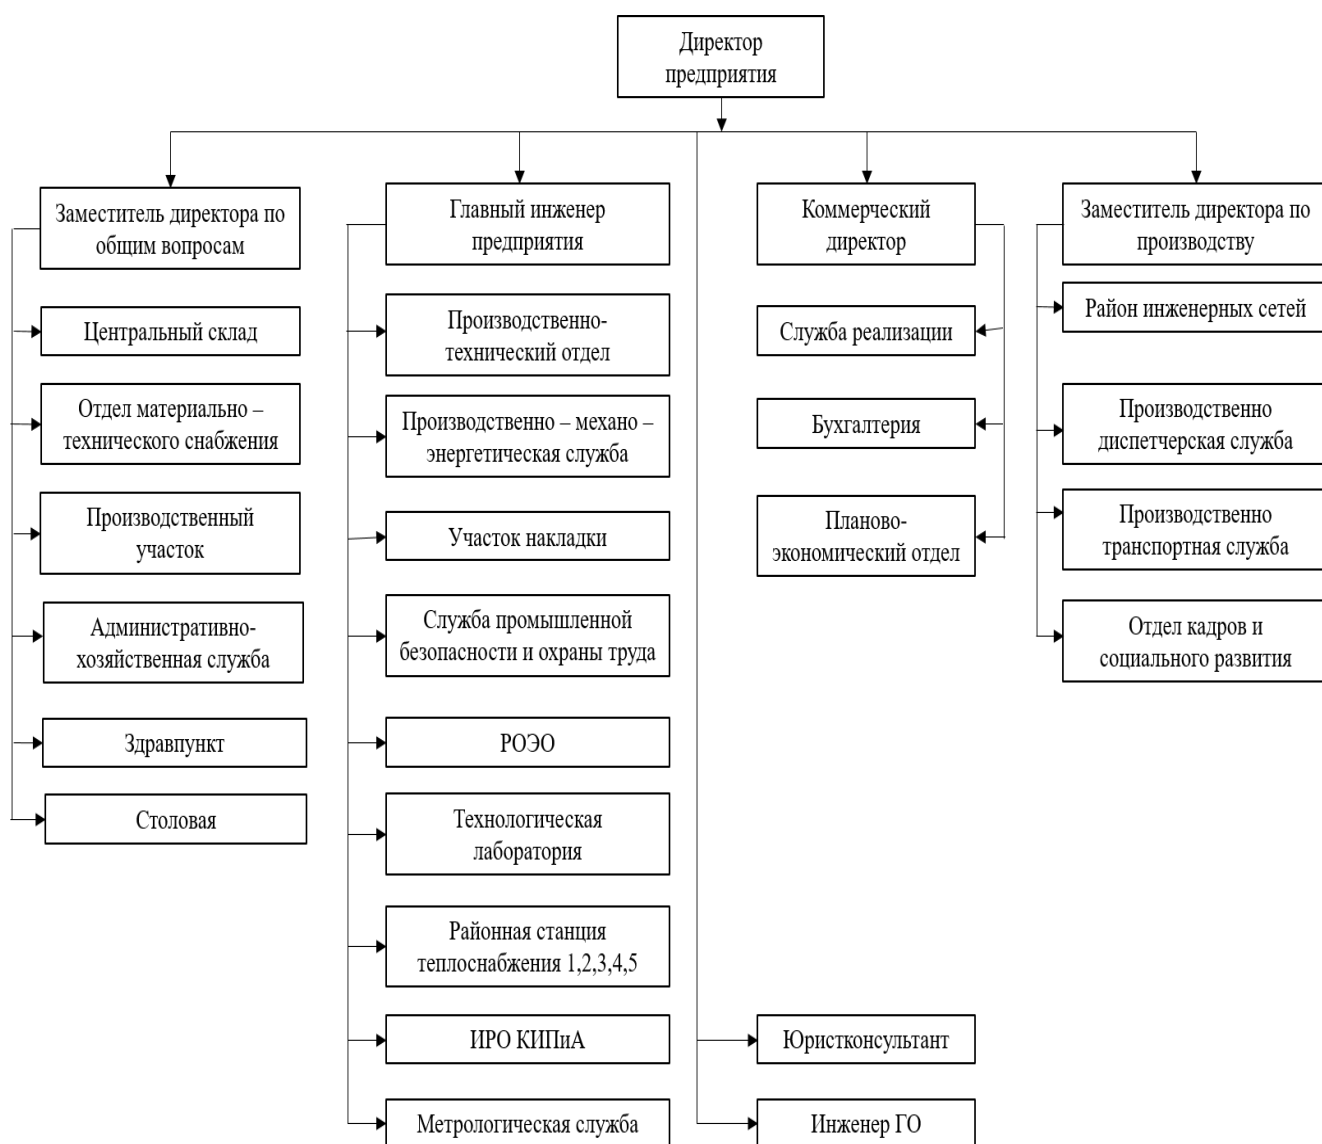 Директор
предприятия
Заместитель директора по
общим вопросам
Центральный склад
Отдел материально –
технического снабжения
Производственный
участок
Административно-
хозяйственная служба
Здравпункт
Столовая
Главный инженер
предприятия
Производственно-
технический отдел
Производственно – механо –
энергетическая служба
Участок накладки
Служба промышленной
безопасности и охраны труда
РОЭО
Технологическая
лаборатория
Районная станция
теплоснабжения 1,2,3,4,5
ИРО КИПиА
Метрологическая служба
Коммерческий
директор
Служба реализации
Бухгалтерия
Планово-
экономический отдел
Юристконсультант
Инженер ГО
Заместитель директора по
производству
Район инженерных сетей
Производственно
диспетчерская служба
Производственно
транспортная служба
Отдел кадров и
социального развития